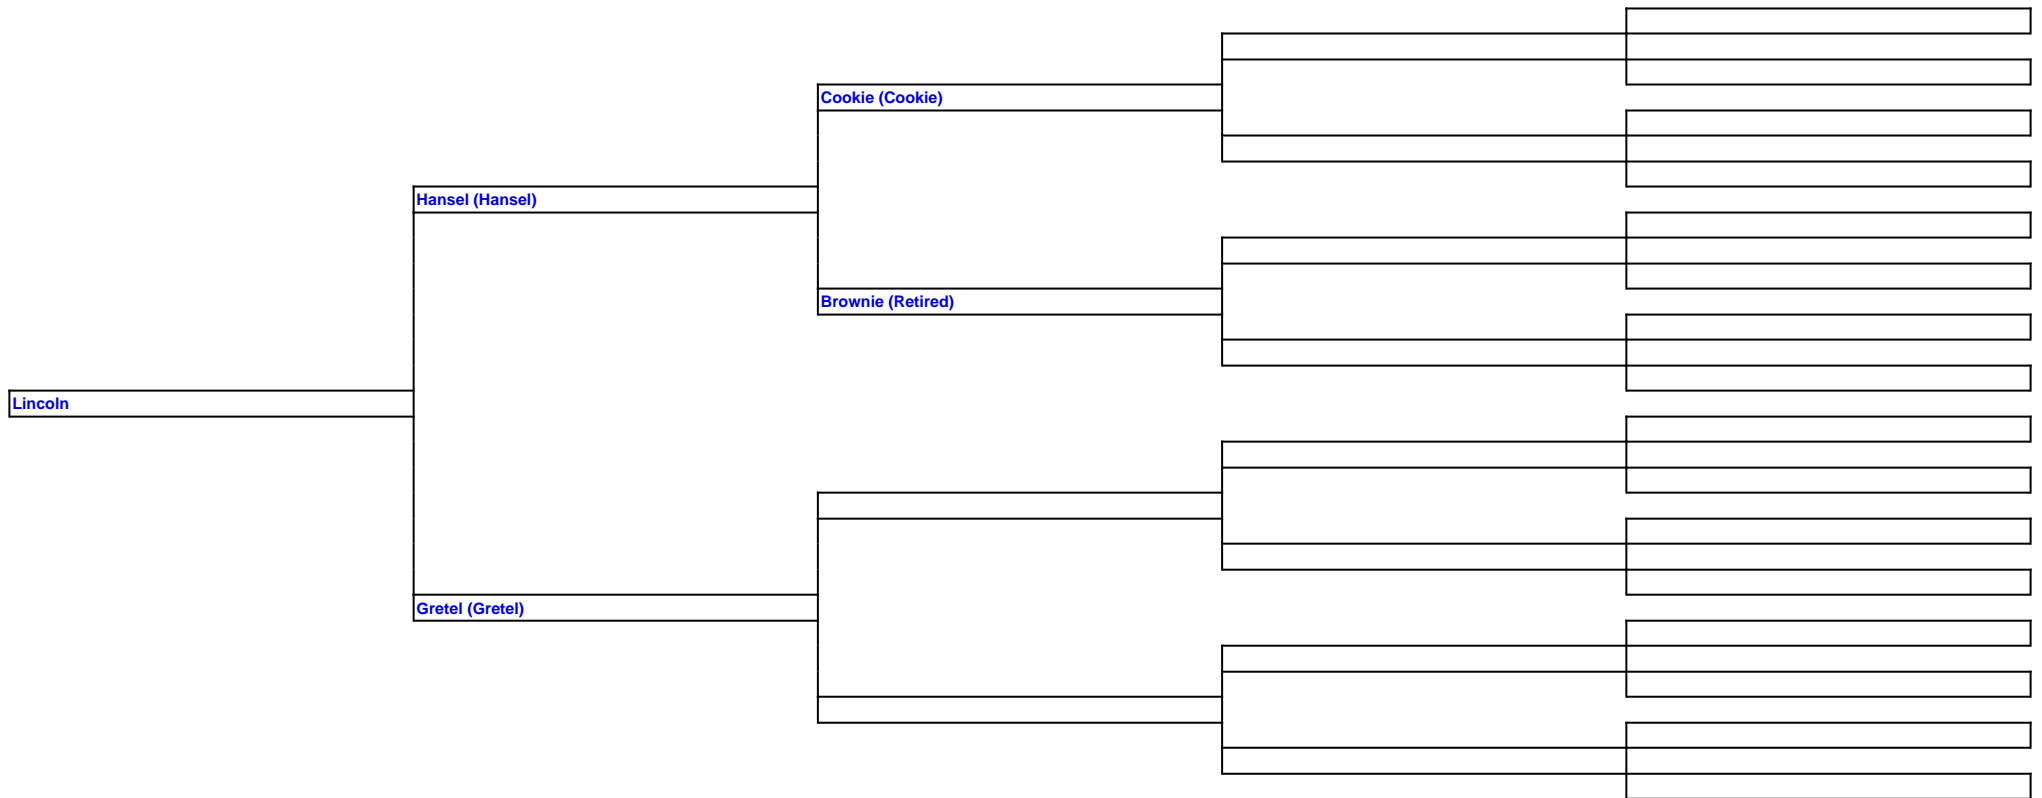 Cookie (Cookie)
Hansel (Hansel)
Brownie (Retired)
Lincoln
Gretel (Gretel)